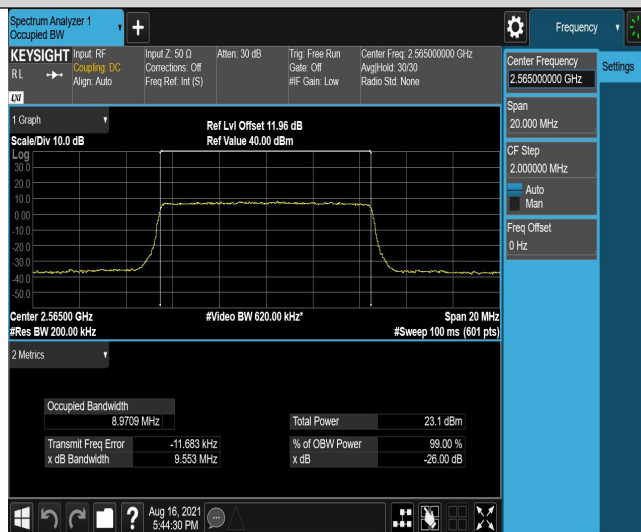 Spectrum Analyzer 1
Occupied BW
Frequency
KEYSIGHT
RL
LXI
Input: RF
Coupling: DC
Align: Auto
Input Z: 50 Ω
Corrections: Off
Freq Ref: Int (S)
Atten: 30 dB
Trig: Free Run
Gate: Off
#IF Gain: Low
Center Freq: 2.565000000 GHz
Avg|Hold: 30/30
Radio Std: None
Center Frequency
2.565000000 GHz
Settings
Span
20.000 MHz
CF Step
2.000000 MHz
Auto
Man
Freq Offset
0 Hz
1 Graph
Ref Lvl Offset 11.96 dB
Scale/Div 10.0 dB
Ref Value 40.00 dBm
Log
30.0
20.0
10.0
0.00
-10.0
-20.0
-30.0
-40.0
-50.0
Center 2.56500 GHz
#Video BW 620.00 kHz*
Span 20 MHz
#Res BW 200.00 kHz
#Sweep 100 ms (601 pts)
2 Metrics
Occupied Bandwidth
8.9709 MHz
Total Power 23.1 dBm
Transmit Freq Error -11.683 kHz
% of OBW Power 99.00 %
x dB Bandwidth 9.553 MHz
x dB -26.00 dB
?
Aug 16, 2021
5:44:30 PM